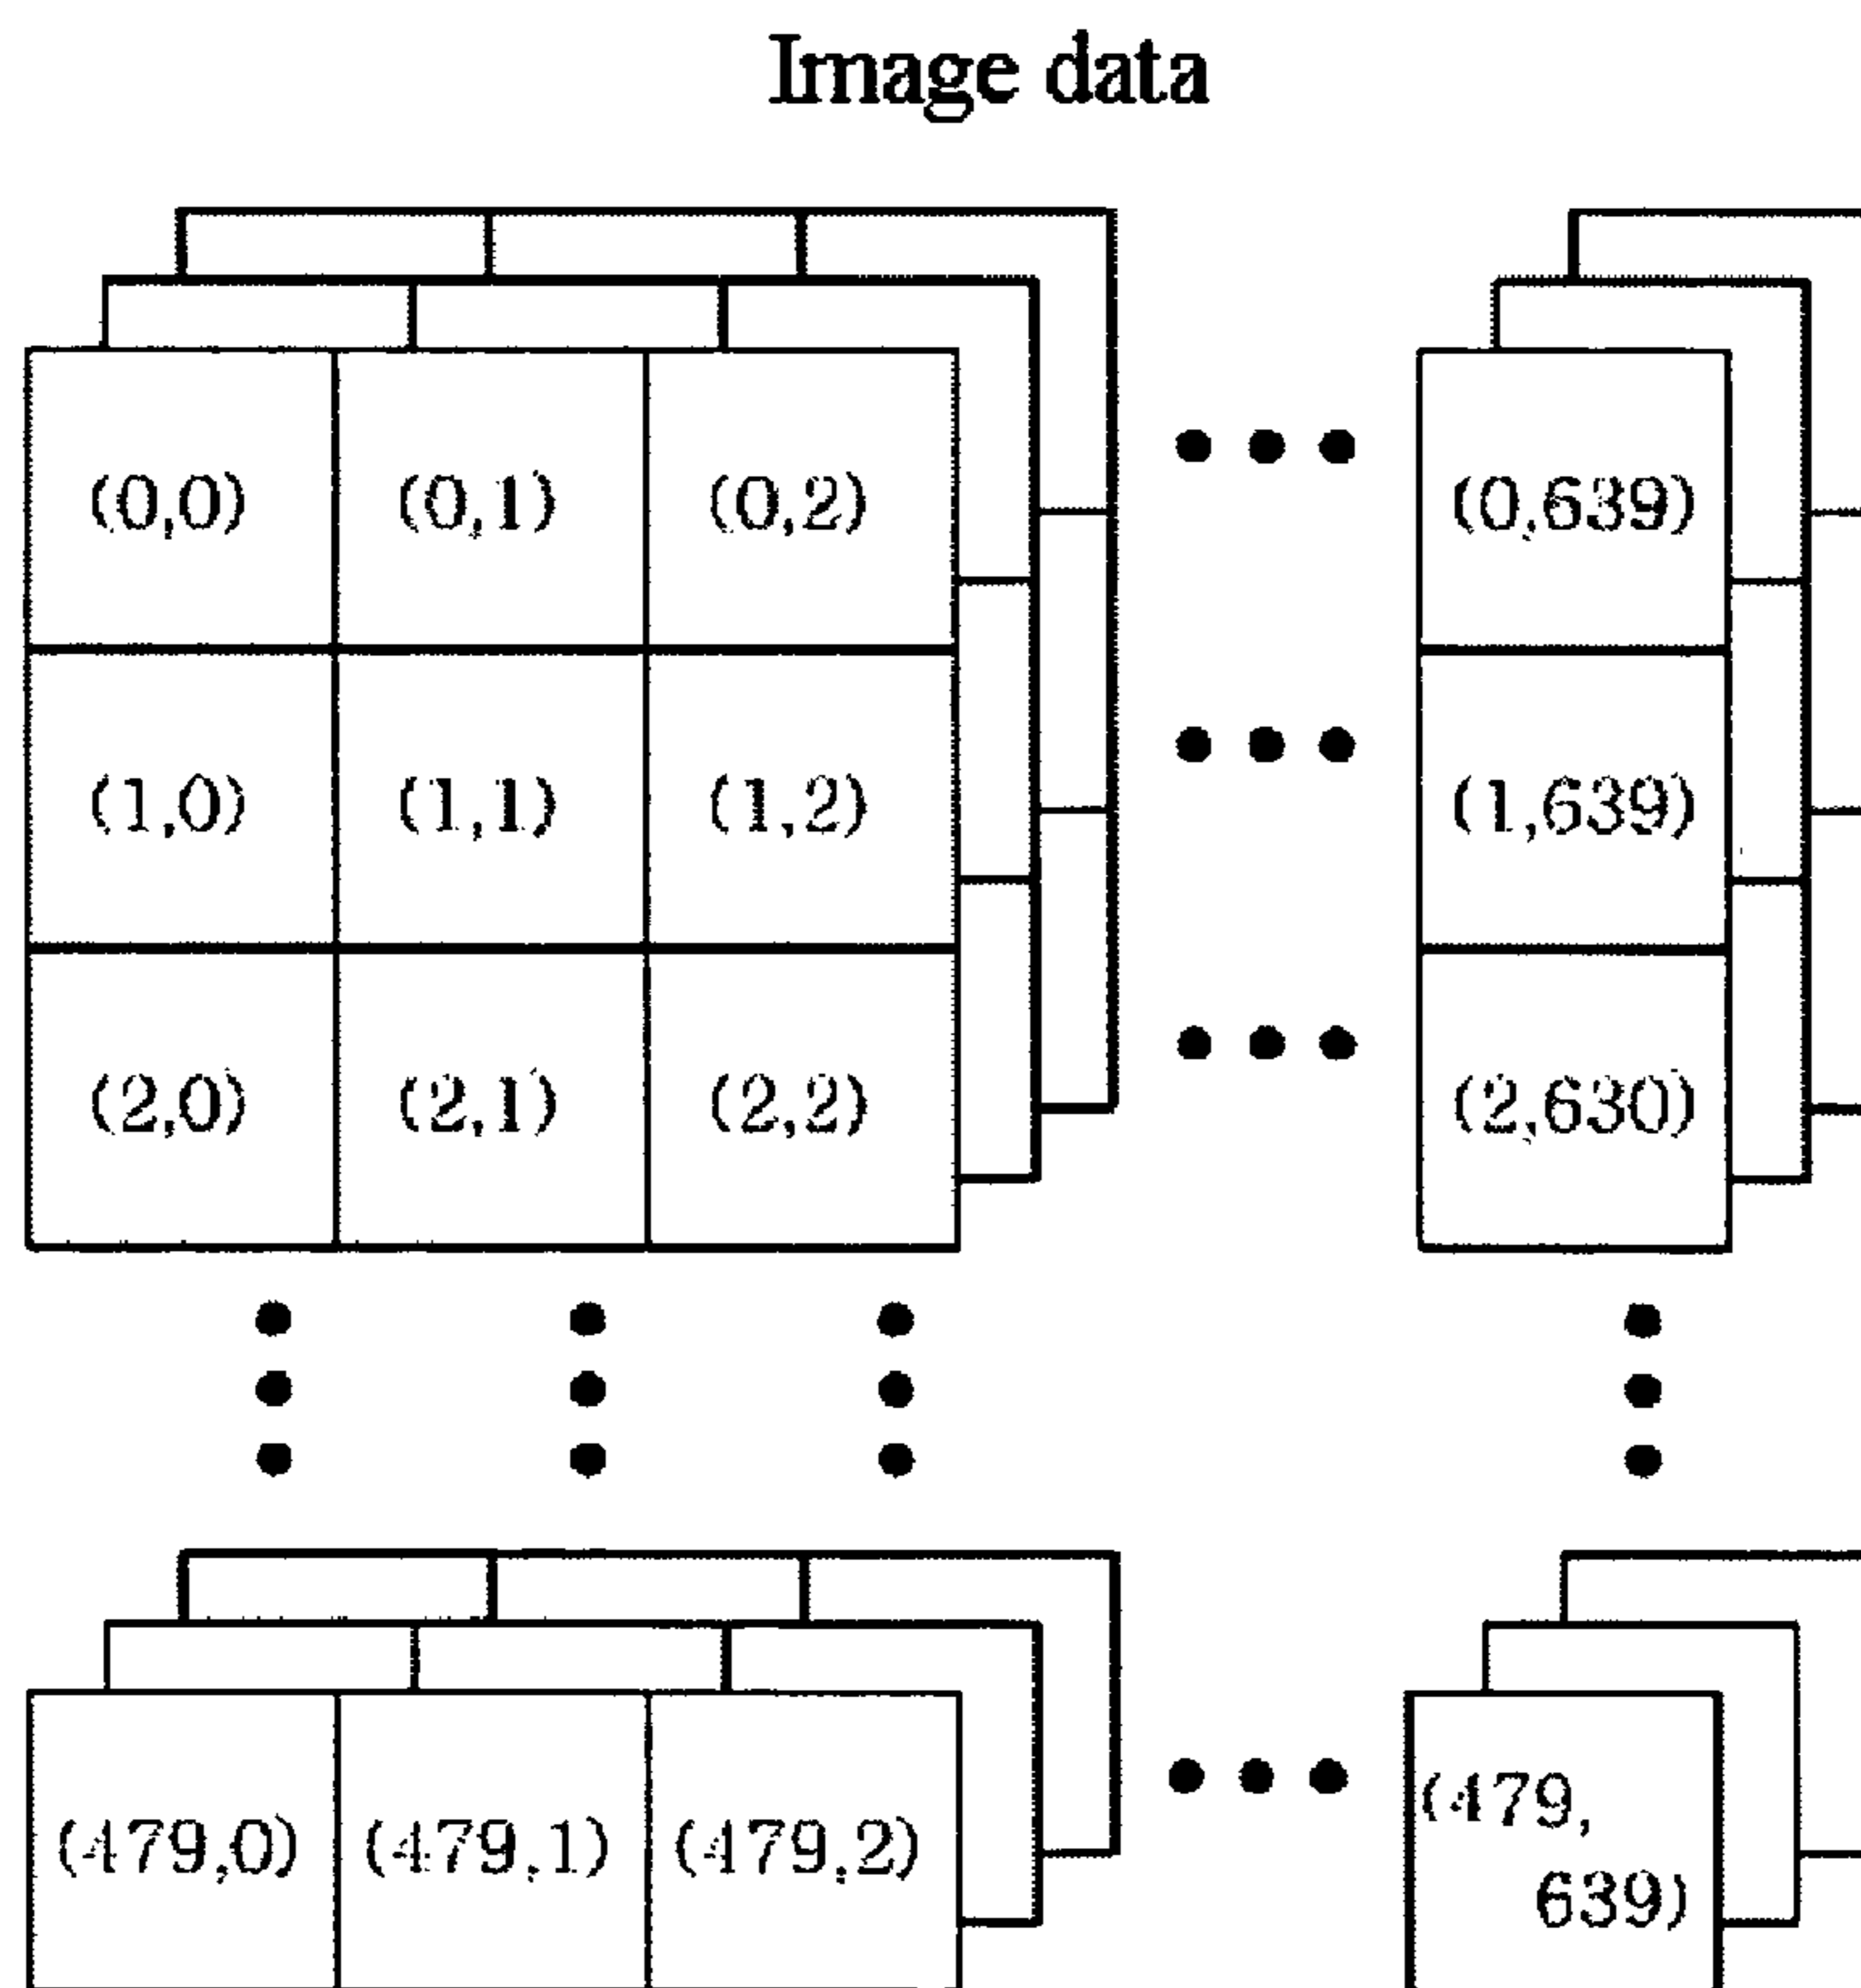 Image data
(0,0) (0,1) (0,2) (0,639)
(1,0) (1,1) (1,2) (1,639)
(2,0) (2,1) (2,2) (2,630)
(479,0) (479,1) (479,2) (479,
639)